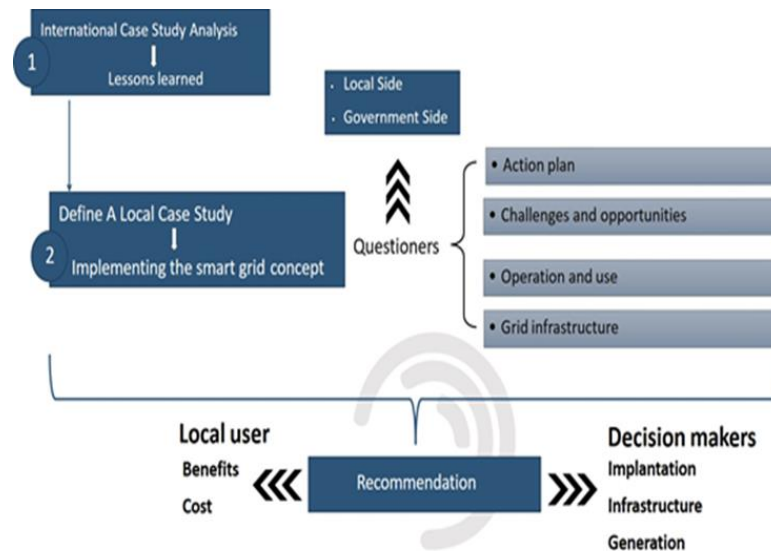 International Case Study Analysis
1
Lessons learned
• Local Side
• Government Side
• Action plan
Define A Local Case Study
• Challenges and opportunities
Questioners
2
Implementing the smart grid concept
• Operation and use
• Grid infrastructure
Local user
Benefits
Cost
Recommendation
Decision makers
Implantation
Infrastructure
Generation